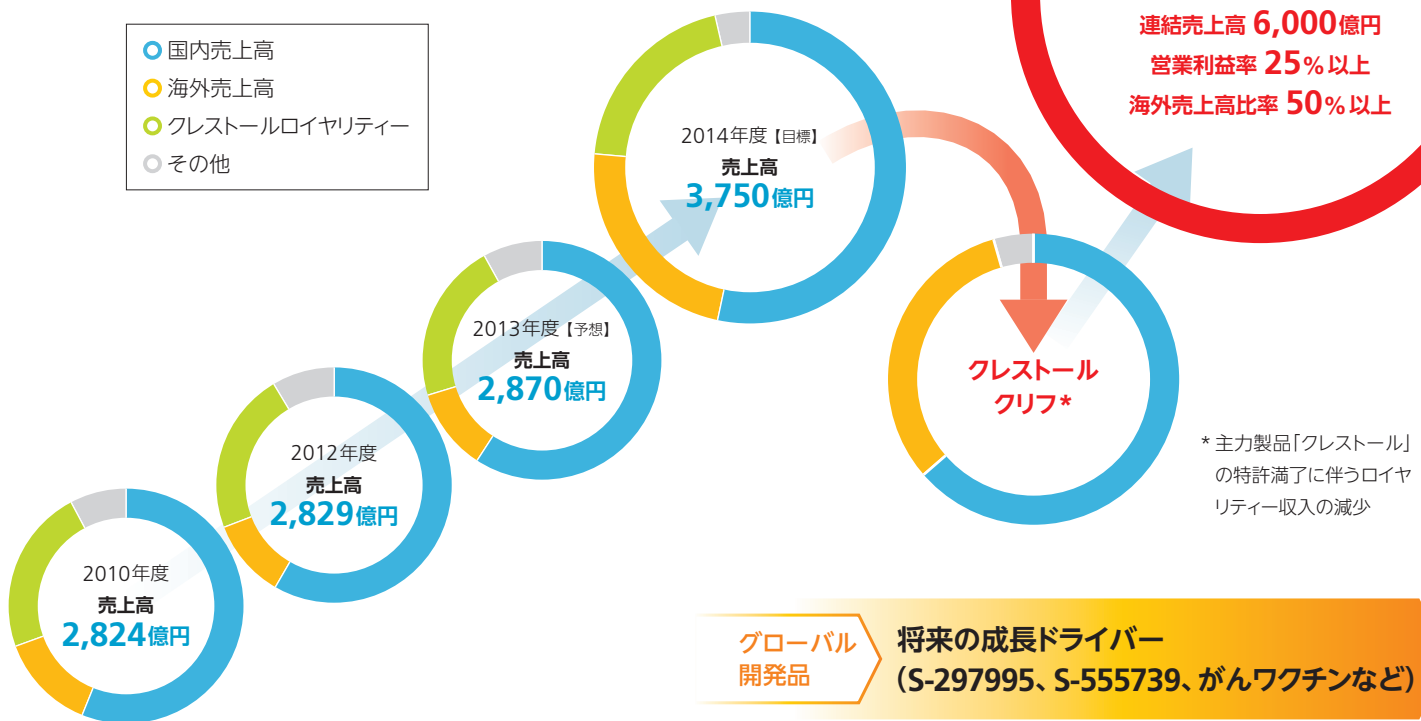 国内売上高
海外売上高
クレストールロイヤリティー
その他
連結売上高 6,000億円
営業利益率 25%以上
海外売上高比率 50%以上
2014年度【目標】
売上高
3,750億円
2013年度【予想】
売上高
2,870億円
2012年度
売上高
2,829億円
2010年度
売上高
2,824億円
クレストール
クリフ*
* 主力製品「クレストール」
の特許満了に伴うロイヤ
リティー収入の減少
グローバル
開発品
将来の成長ドライバー
(S-297995、S-555739、がんワクチンなど)